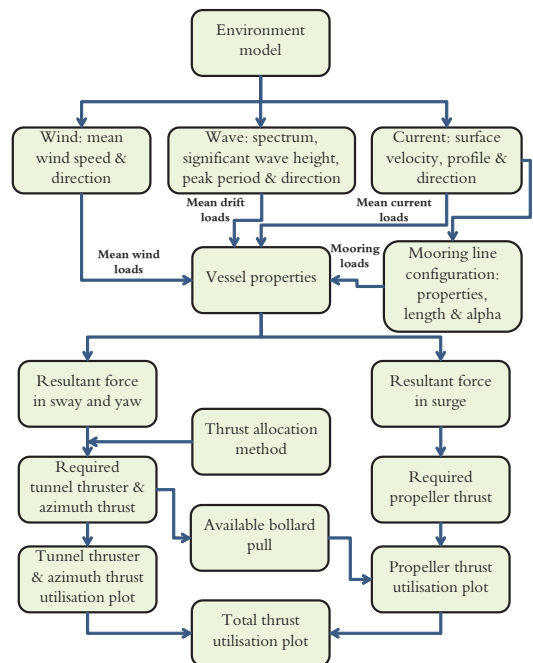 Environment
model
Wind: mean
wind speed &
direction
Wave: spectrum,
significant wave height,
peak period & direction
Current: surface
velocity, profile &
direction
Mean drift
loads
Mean current
loads
Mean wind
loads
Vessel properties
Mooring
loads
Mooring line
configuration:
properties,
length & alpha
Resultant force
in sway and yaw
Resultant force
in surge
Thrust allocation
method
Required
tunnel thruster &
azimuth thrust
Required
propeller thrust
Available bollard
pull
Tunnel thruster
& azimuth thrust
utilisation plot
Propeller thrust
utilisation plot
Total thrust
utilisation plot